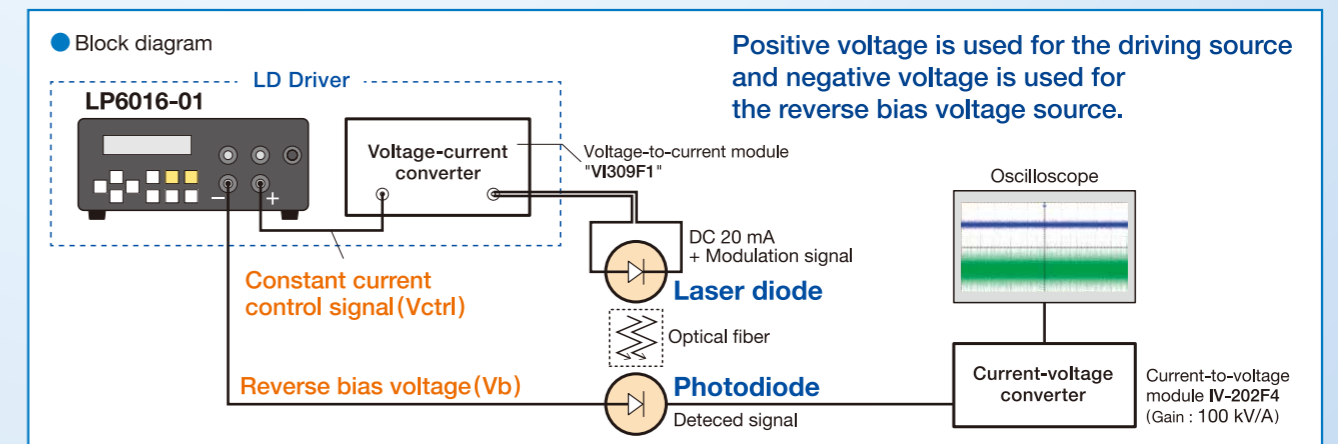 Block diagram
Positive voltage is used for the driving source
and negative voltage is used for
the reverse bias voltage source.
LD Driver
LP6016-01
Voltage-current
converter
Voltage-to-current module
"VI309F1"
Oscilloscope
− +
DC 20 mA
+ Modulation signal
Laser diode
Constant current
control signal(Vctrl)
Optical fiber
Reverse bias voltage(Vb)
Photodiode
Deteced signal
Current-voltage
converter
Current-to-voltage
module IV-202F4
(Gain : 100 kV/A)